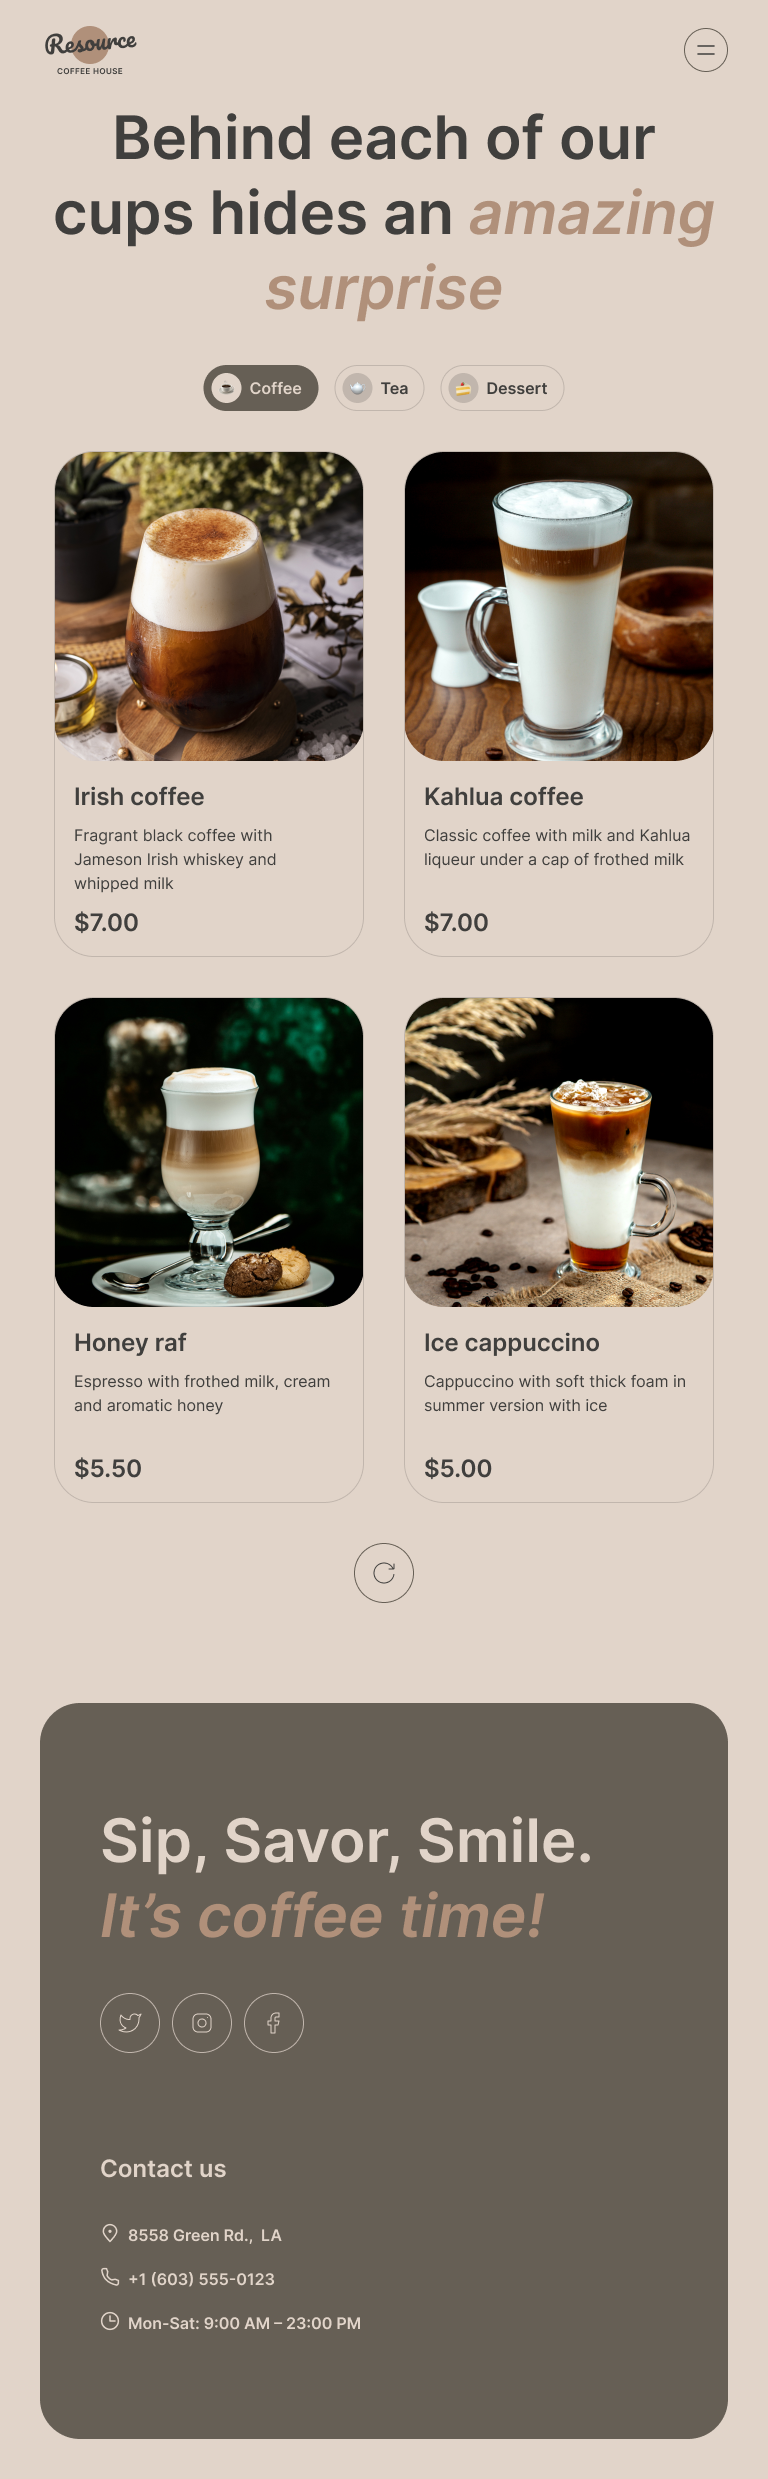 Resource
COFFEE HOUSE
Behind each of our
cups hides an amazing
surprise
Coffee
Tea
Dessert
Irish coffee
Fragrant black coffee with
Jameson Irish whiskey and
whipped milk
$7.00
Kahlua coffee
Classic coffee with milk and Kahlua
liqueur under a cap of frothed milk
$7.00
Honey raf
Espresso with frothed milk, cream
and aromatic honey
$5.50
Ice cappuccino
Cappuccino with soft thick foam in
summer version with ice
$5.00
Sip, Savor, Smile.
It’s coffee time!
Contact us
8558 Green Rd.,  LA
+1 (603) 555-0123
Mon-Sat: 9:00 AM – 23:00 PM